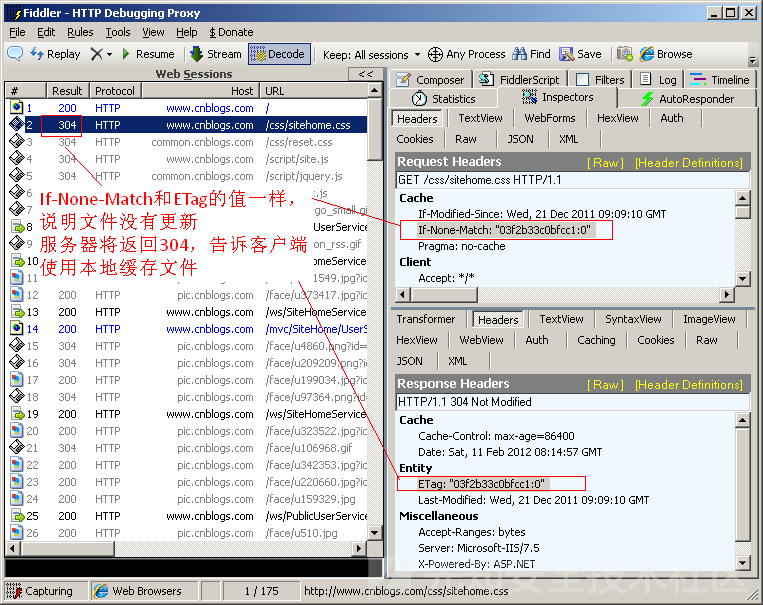 Fiddler - HTTP Debugging Proxy
File Edit Rules Tools View Help $ Donate
Replay Resume Stream Decode Keep: All sessions Any Process Find Save Browse
Web Sessions <<
# Result Protocol Host URL
1 200 HTTP www.cnblogs.com /
2 304 HTTP www.cnblogs.com /css/sitehome.css
3 304 HTTP common.cnblogs.com /css/reset.css
4 304 HTTP www.cnblogs.com /script/site.js
5 304 HTTP common.cnblogs.com /script/jquery.js
6 .js
7 go_small.gif
8 UserService
9 on_rss.gif
10 UserService
11 1549.jpg?id
12 200 HTTP pic.cnblogs.com /face/u373417.jpg?
13 200 HTTP www.cnblogs.com /ws/SiteHomeService
14 200 HTTP www.cnblogs.com /mvc/SiteHome/UserS
15 304 HTTP pic.cnblogs.com /face/u4860.png?id=
16 304 HTTP pic.cnblogs.com /face/u209209.png?
17 200 HTTP pic.cnblogs.com /face/u199034.jpg?i
18 304 HTTP pic.cnblogs.com /face/u97364.png?id
19 200 HTTP www.cnblogs.com /ws/SiteHomeService
20 200 HTTP pic.cnblogs.com /face/u323522.jpg?i
21 304 HTTP pic.cnblogs.com /face/u106968.gif
22 200 HTTP pic.cnblogs.com /face/u342353.jpg?i
23 200 HTTP pic.cnblogs.com /face/u220660.jpg?i
24 200 HTTP pic.cnblogs.com /face/u159329.jpg
25 200 HTTP www.cnblogs.com /ws/PublicUserService
26 200 HTTP pic.cnblogs.com /face/u510.jpg
If-None-Match和ETag的值一样，
说明文件没有更新
服务器将返回304，告诉客户端
使用本地缓存文件
Composer FiddlerScript Filters Log Timeline
Statistics Inspectors AutoResponder
Headers TextView WebForms HexView Auth
Cookies Raw JSON XML
Request Headers [Raw] [Header Definitions]
GET /css/sitehome.css HTTP/1.1
Cache
If-Modified-Since: Wed, 21 Dec 2011 09:09:10 GMT
If-None-Match: "03f2b33c0bfcc1:0"
Pragma: no-cache
Client
Accept: */*
Transformer Headers TextView SyntaxView ImageView
HexView WebView Auth Caching Cookies Raw
JSON XML
Response Headers [Raw] [Header Definitions]
HTTP/1.1 304 Not Modified
Cache
Cache-Control: max-age=86400
Date: Sat, 11 Feb 2012 08:14:57 GMT
Entity
ETag: "03f2b33c0bfcc1:0"
Last-Modified: Wed, 21 Dec 2011 09:09:10 GMT
Miscellaneous
Accept-Ranges: bytes
Server: Microsoft-IIS/7.5
X-Powered-By: ASP.NET
Capturing Web Browsers 1 / 175 http://www.cnblogs.com/css/sitehome.css